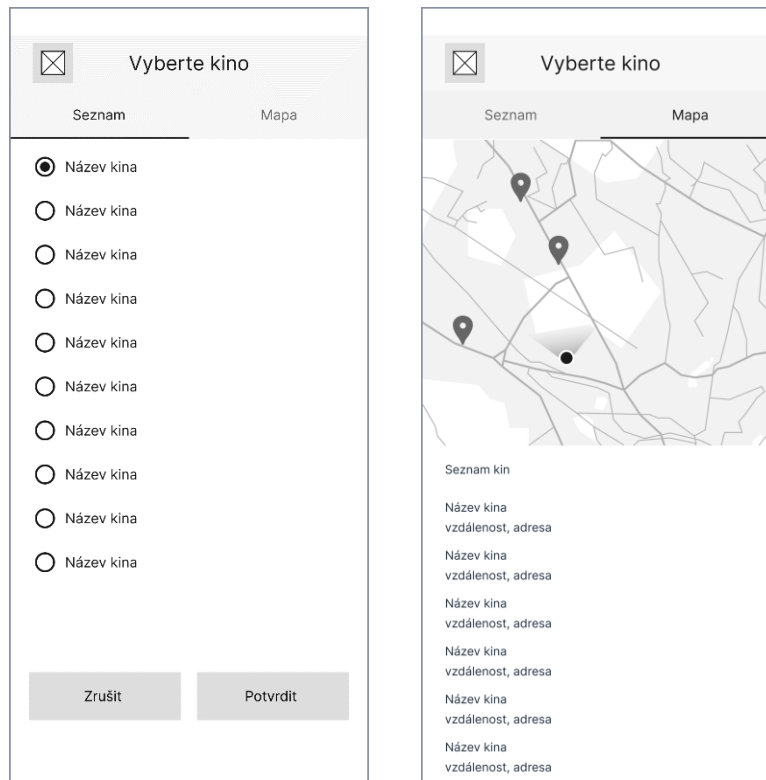 Vyberte kino
Seznam
Mapa
Název kina
Název kina
Název kina
Název kina
Název kina
Název kina
Název kina
Název kina
Název kina
Název kina
Zrušit
Potvrdit
Vyberte kino
Seznam
Mapa
Seznam kin
Název kina
vzdálenost, adresa
Název kina
vzdálenost, adresa
Název kina
vzdálenost, adresa
Název kina
vzdálenost, adresa
Název kina
vzdálenost, adresa
Název kina
vzdálenost, adresa